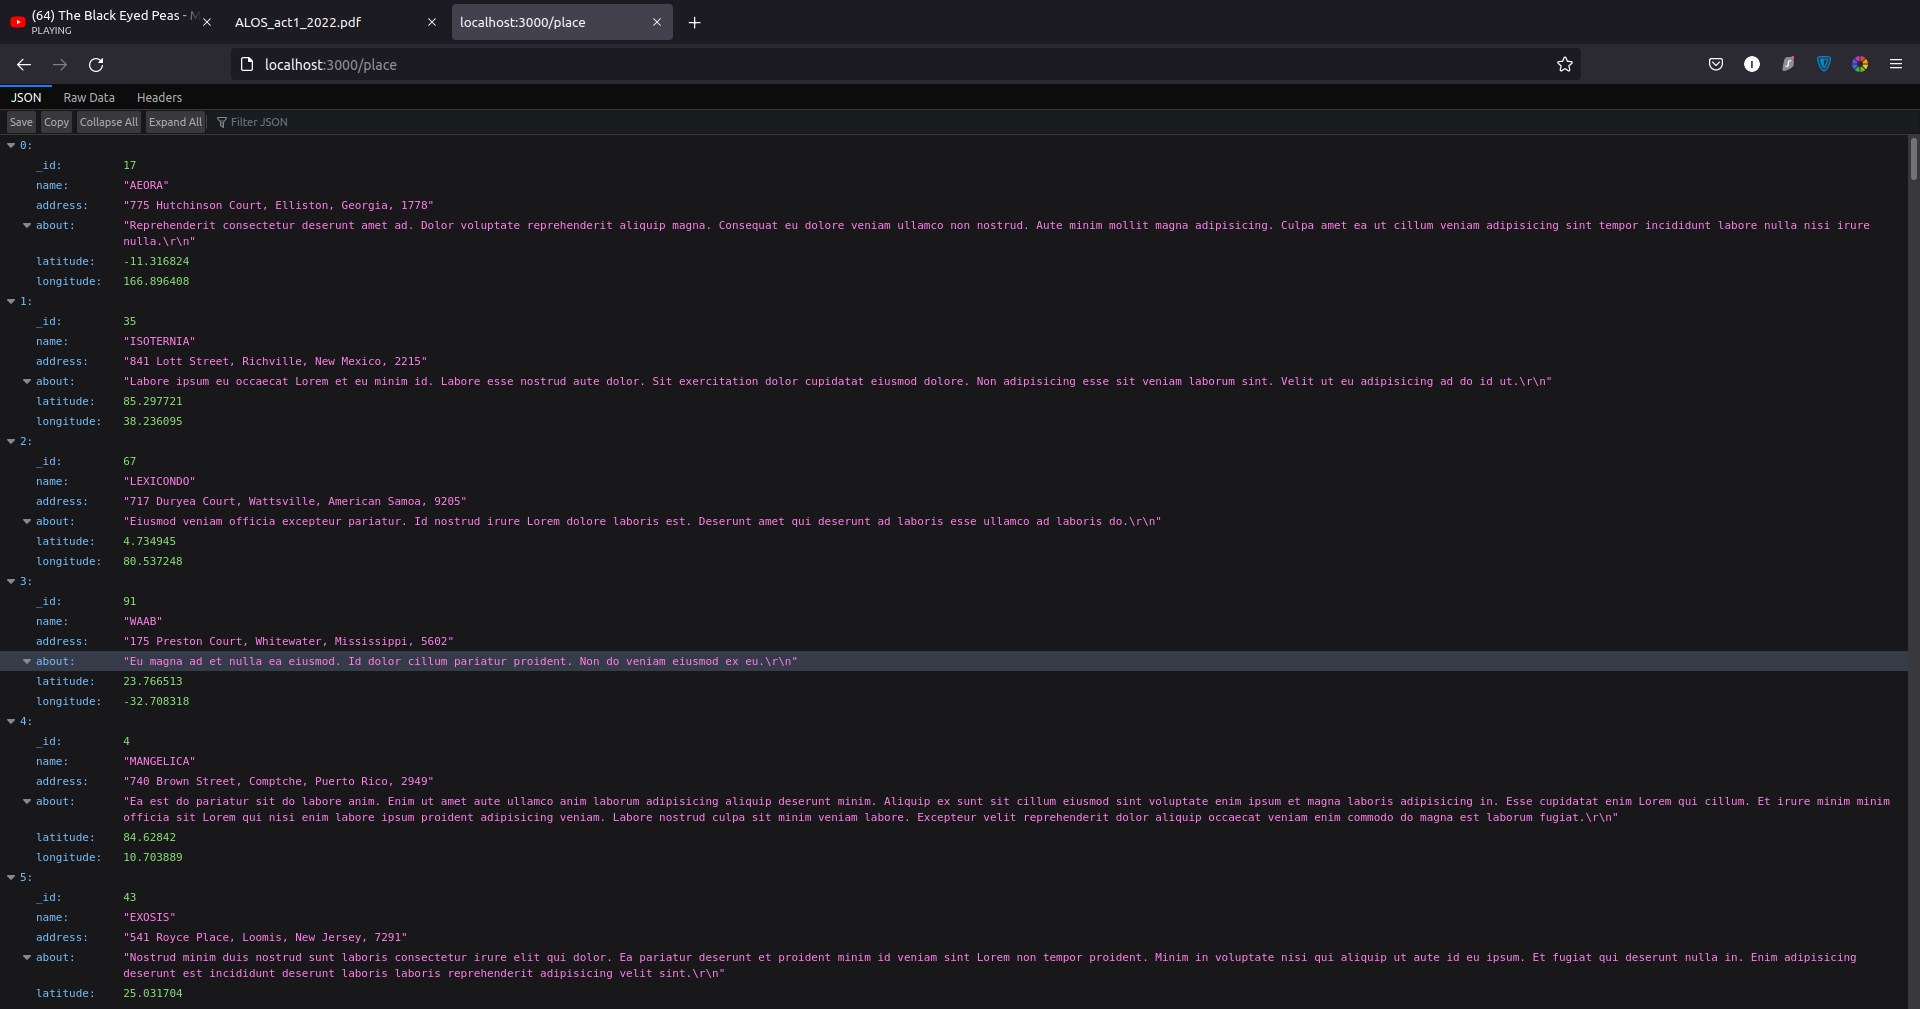 (64) The Black Eyed Peas - M
PLAYING
ALOS_act1_2022.pdf
localhost:3000/place
localhost:3000/place
JSON Raw Data Headers
Save Copy Collapse All Expand All Filter JSON
0:
_id: 17
name: "AEORA"
address: "775 Hutchinson Court, Elliston, Georgia, 1778"
about: "Reprehenderit consectetur deserunt amet ad. Dolor voluptate reprehenderit aliquip magna. Consequat eu dolore veniam ullamco non nostrud. Aute minim mollit magna adipisicing. Culpa amet ea ut cillum veniam adipisicing sint tempor incididunt labore nulla nisi irure
nulla.\r\n"
latitude: -11.316824
longitude: 166.896408
1:
_id: 35
name: "ISOTERNIA"
address: "841 Lott Street, Richville, New Mexico, 2215"
about: "Labore ipsum eu occaecat Lorem et eu minim id. Labore esse nostrud aute dolor. Sit exercitation dolor cupidatat eiusmod dolore. Non adipisicing esse sit veniam laborum sint. Velit ut eu adipisicing ad do id ut.\r\n"
latitude: 85.297721
longitude: 38.236095
2:
_id: 67
name: "LEXICONDO"
address: "717 Duryea Court, Wattsville, American Samoa, 9205"
about: "Eiusmod veniam officia excepteur pariatur. Id nostrud irure Lorem dolore laboris est. Deserunt amet qui deserunt ad laboris esse ullamco ad laboris do.\r\n"
latitude: 4.734945
longitude: 80.537248
3:
_id: 91
name: "WAAB"
address: "175 Preston Court, Whitewater, Mississippi, 5602"
about: "Eu magna ad et nulla ea eiusmod. Id dolor cillum pariatur proident. Non do veniam eiusmod ex eu.\r\n"
latitude: 23.766513
longitude: -32.708318
4:
_id: 4
name: "MANGELICA"
address: "740 Brown Street, Comptche, Puerto Rico, 2949"
about: "Ea est do pariatur sit do labore anim. Enim ut amet aute ullamco anim laborum adipisicing aliquip deserunt minim. Aliquip ex sunt sit cillum eiusmod sint voluptate enim ipsum et magna laboris adipisicing in. Esse cupidatat enim Lorem qui cillum. Et irure minim minim
officia sit Lorem qui nisi enim labore ipsum proident adipisicing veniam. Labore nostrud culpa sit minim veniam labore. Excepteur velit reprehenderit dolor aliquip occaecat veniam enim commodo do magna est laborum fugiat.\r\n"
latitude: 84.62842
longitude: 10.703889
5:
_id: 43
name: "EXOSIS"
address: "541 Royce Place, Loomis, New Jersey, 7291"
about: "Nostrud minim duis nostrud sunt laboris consectetur irure elit qui dolor. Ea pariatur deserunt et proident minim id veniam sint Lorem non tempor proident. Minim in voluptate nisi qui aliquip ut aute id eu ipsum. Et fugiat qui deserunt nulla in. Enim adipisicing
deserunt est incididunt deserunt laboris laboris reprehenderit adipisicing velit sint.\r\n"
latitude: 25.031704